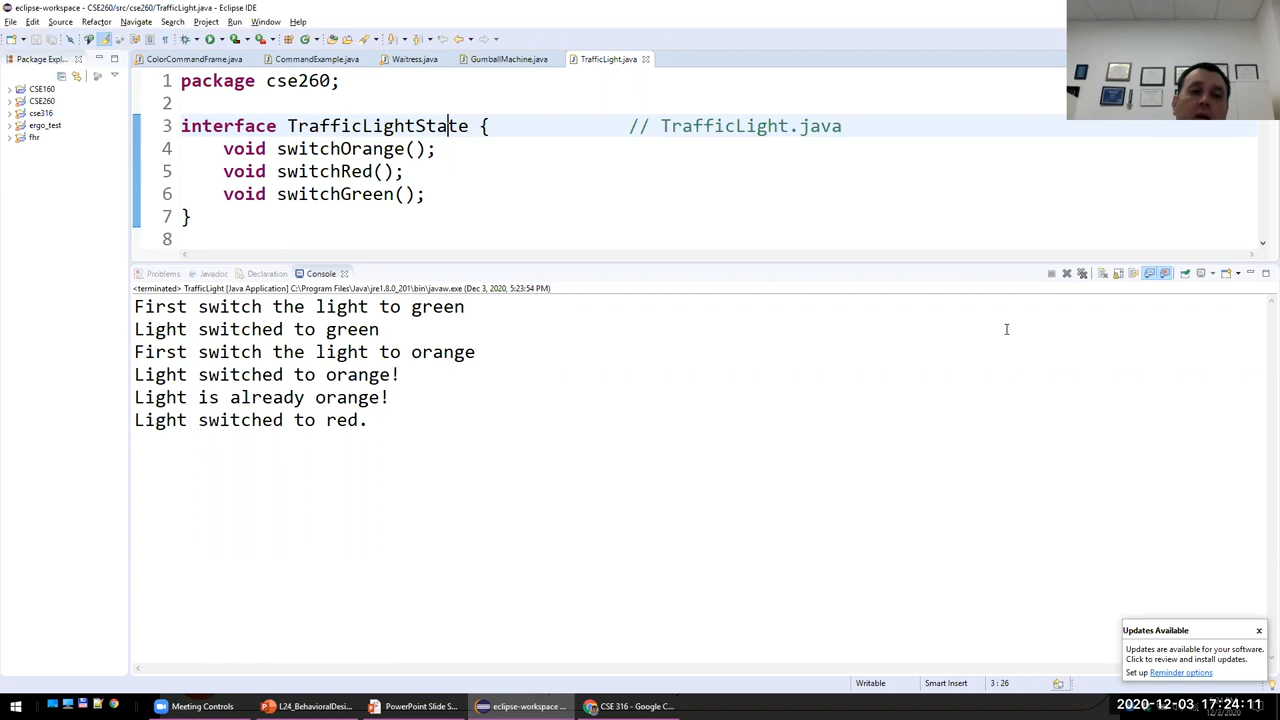 eclipse-workspace - CSE260/src/cse260/TrafficLight.java - Eclipse IDE
File Edit Source Refactor Navigate Search Project Run Window Help
Package Expl...
ColorCommandFrame.java CommandExample.java Waitress.java GumballMachine.java TrafficLight.java
CSE160
CSE260
cse316
ergo_test
fhr
1 package cse260;
2
3 interface TrafficLightState { // TrafficLight.java
4 void switchOrange();
5 void switchRed();
6 void switchGreen();
7 }
8
Problems Javadoc Declaration Console
<terminated> TrafficLight [Java Application] C:\Program Files\Java\jre1.8.0_201\bin\javaw.exe (Dec 3, 2020, 5:23:54 PM)
First switch the light to green
Light switched to green
First switch the light to orange
Light switched to orange!
Light is already orange!
Light switched to red.
Updates Available x
Updates are available for your software.
Click to review and install updates.
Set up Reminder options
Writable Smart Insert 3 : 26
Meeting Controls L24_BehavioralDesi... PowerPoint Slide S... eclipse-workspace ... CSE 316 - Google C...
2020-12-03 17:24:11
12/3/2020